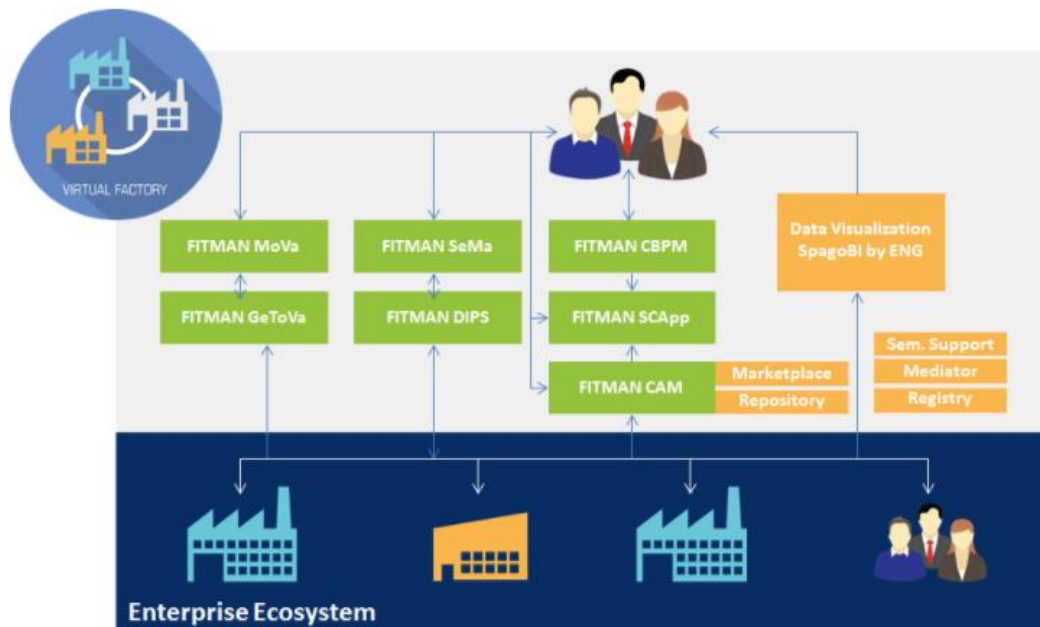 VIRTUAL FACTORY
FITMAN MoVa
FITMAN SeMa
FITMAN CBPM
Data Visualization
SpagoBI by ENG
FITMAN GeToVa
FITMAN DIPS
FITMAN SCApp
Sem. Support
FITMAN CAM
Marketplace
Mediator
Repository
Registry
Enterprise Ecosystem